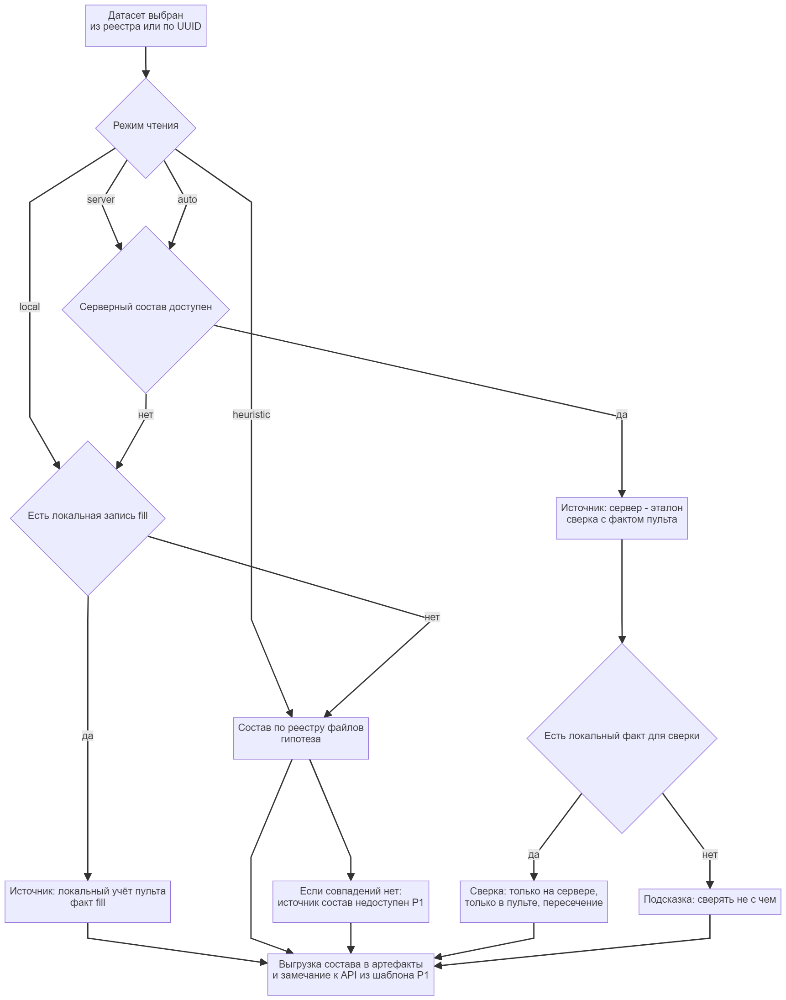 Датасет выбран
из реестра или по UUID
Режим чтения
server
auto
local
Серверный состав доступен
нет
heuristic
да
Есть локальная запись fill
Источник: сервер - эталон
сверка с фактом пульта
нет
да
Состав по реестру файлов
гипотеза
Есть локальный факт для сверки
да
нет
Источник: локальный учёт пульта
факт fill
Если совпадений нет:
источник состав недоступен P1
Сверка: только на сервере,
только в пульте, пересечение
Подсказка: сверять не с чем
Выгрузка состава в артефакты
и замечание к API из шаблона P1